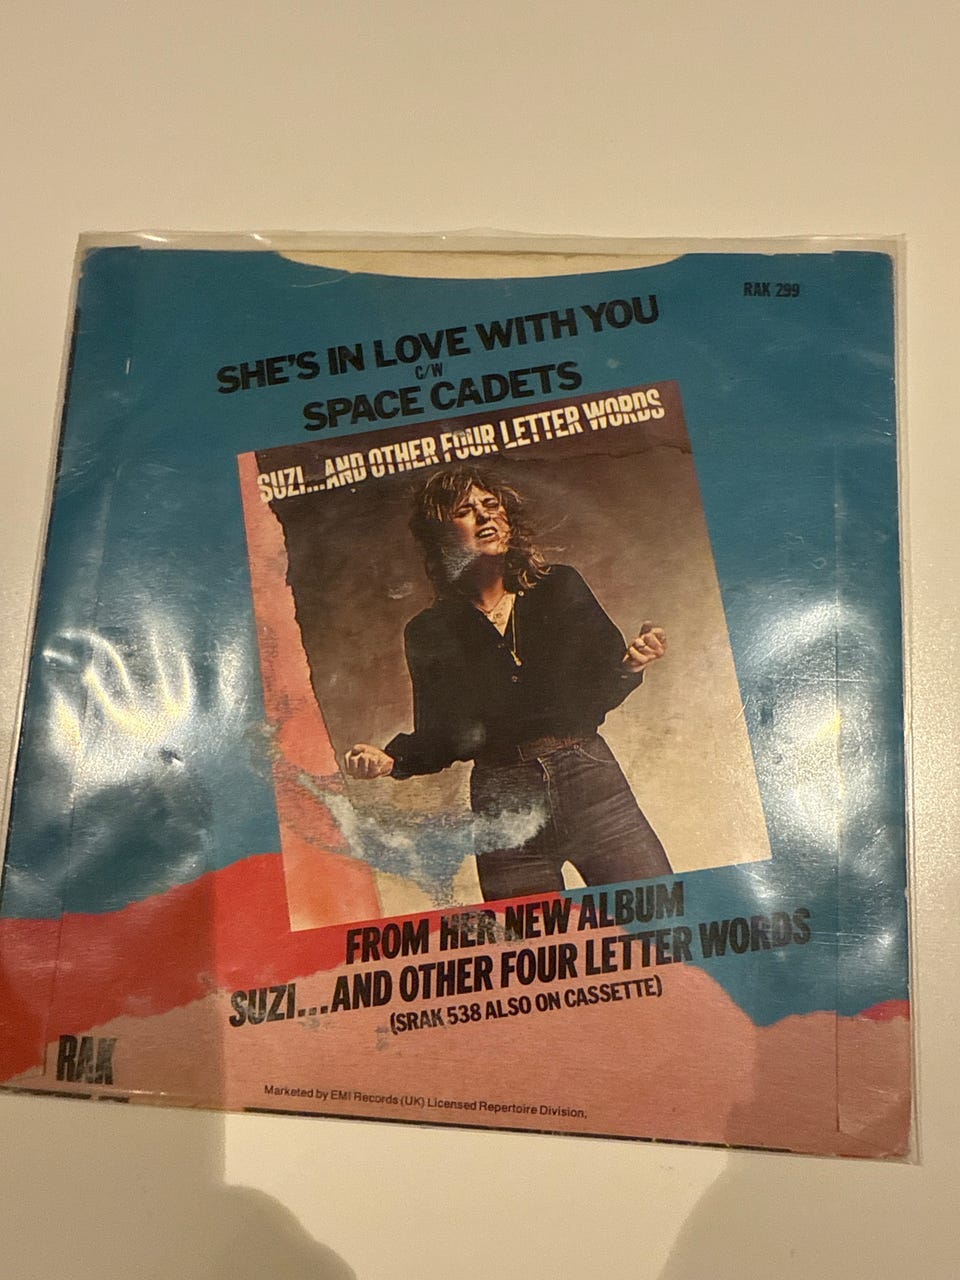 RAK 299
SHE'S IN LOVE WITH YOU
C/W
SPACE CADETS
SUZI...AND OTHER FOUR LETTER WORDS
FROM HER NEW ALBUM
SUZI...AND OTHER FOUR LETTER WORDS
(SRAK 538 ALSO ON CASSETTE)
RAK
Marketed by EMI Records (UK) Licensed Repertoire Division,